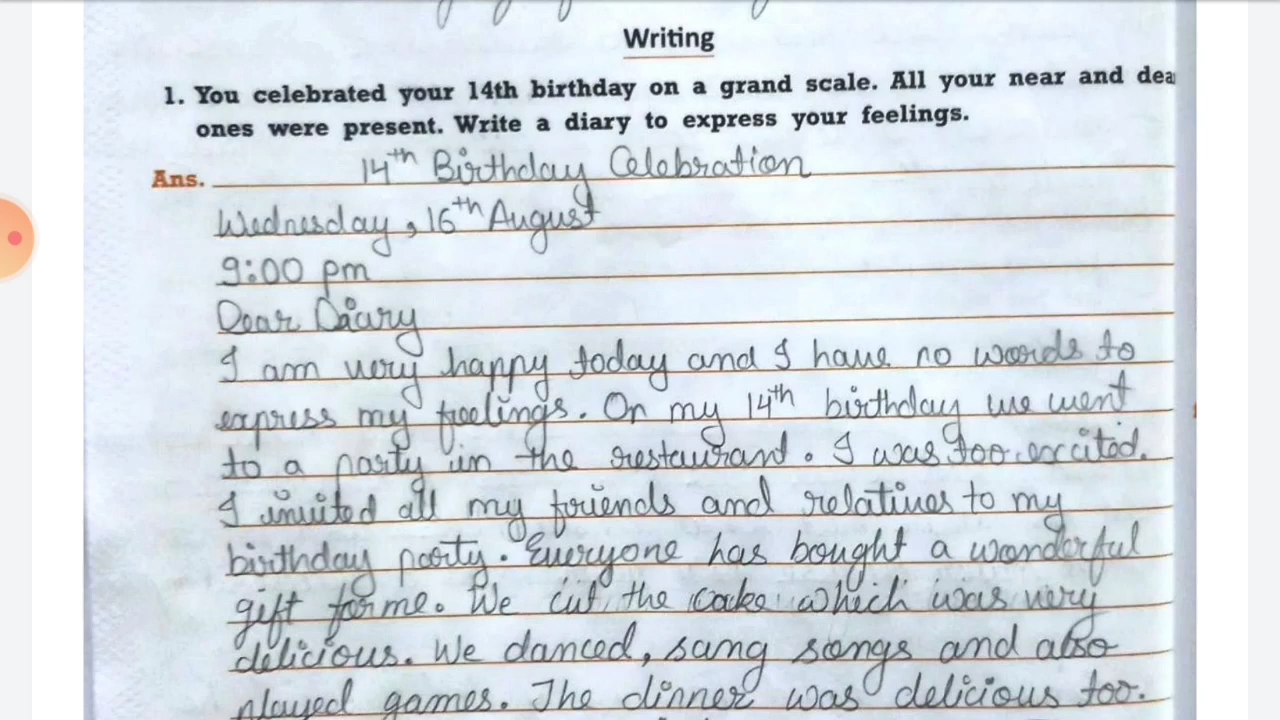 Writing
1. You celebrated your 14th birthday on a grand scale. All your near and dea
ones were present. Write a diary to express your feelings.
Ans. 14th Birthday Celebration
Wednesday, 16th August
9:00 pm
Dear Diary
I am very happy today and I have no words to
express my feelings. On my 14th birthday we went
to a party in the restaurant. I was too excited.
I invited all my friends and relatives to my
birthday party. Everyone has bought a wonderful
gift for me. We cut the cake which was very
delicious. We danced, sang songs and also
played games. The dinner was delicious too.